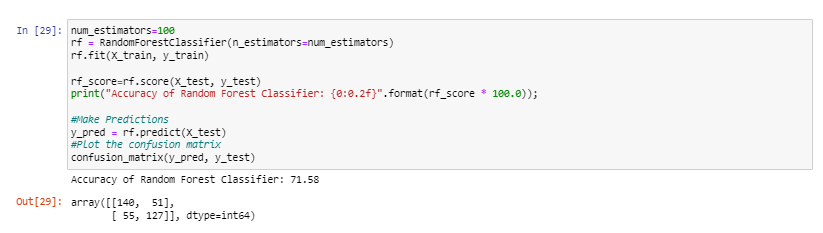 In [29]: num_estimators=100
rf = RandomForestClassifier(n_estimators=num_estimators)
rf.fit(X_train, y_train)
rf_score=rf.score(X_test, y_test)
print("Accuracy of Random Forest Classifier: {0:0.2f}".format(rf_score * 100.0));
#Make Predictions
y_pred = rf.predict(X_test)
#Plot the confusion matrix
confusion_matrix(y_pred, y_test)
Accuracy of Random Forest Classifier: 71.58
Out[29]: array([[140,  51],
[ 55, 127]], dtype=int64)